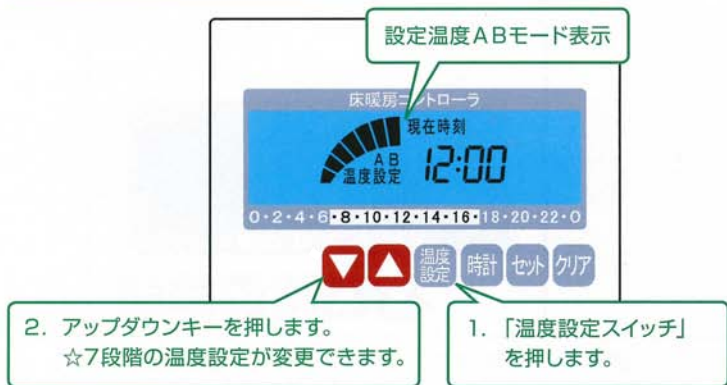 設定温度ABモード表示
床暖房コントローラ
現在時刻
AB
温度設定
12:00
0・2・4・6・8・10・12・14・16・18・20・22・0
温度
設定
時計
セット
クリア
2. アップダウンキーを押します。
☆7段階の温度設定が変更できます。
1. 「温度設定スイッチ」
を押します。